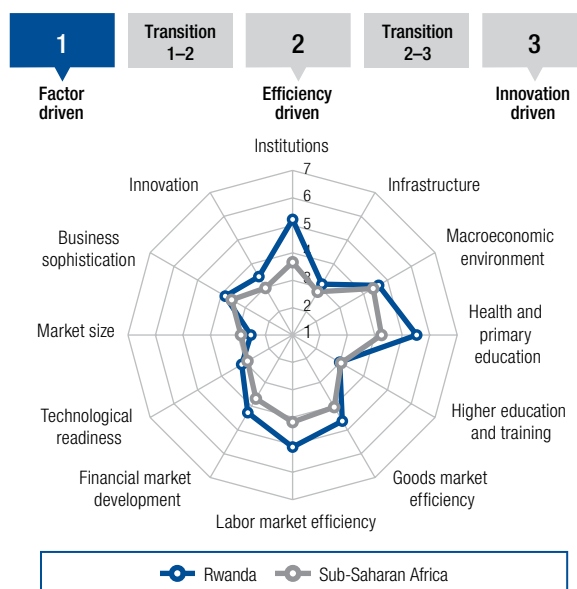 1
Transition
1–2
2
Transition
2–3
3
Factor
driven
Efficiency
driven
Innovation
driven
Institutions
7
Innovation
Infrastructure
6
5
Business
sophistication
Macroeconomic
environment
4
3
2
Market size
1
Health and
primary
education
Technological
readiness
Higher education
and training
Financial market
development
Goods market
efficiency
Labor market efficiency
Rwanda
Sub-Saharan Africa